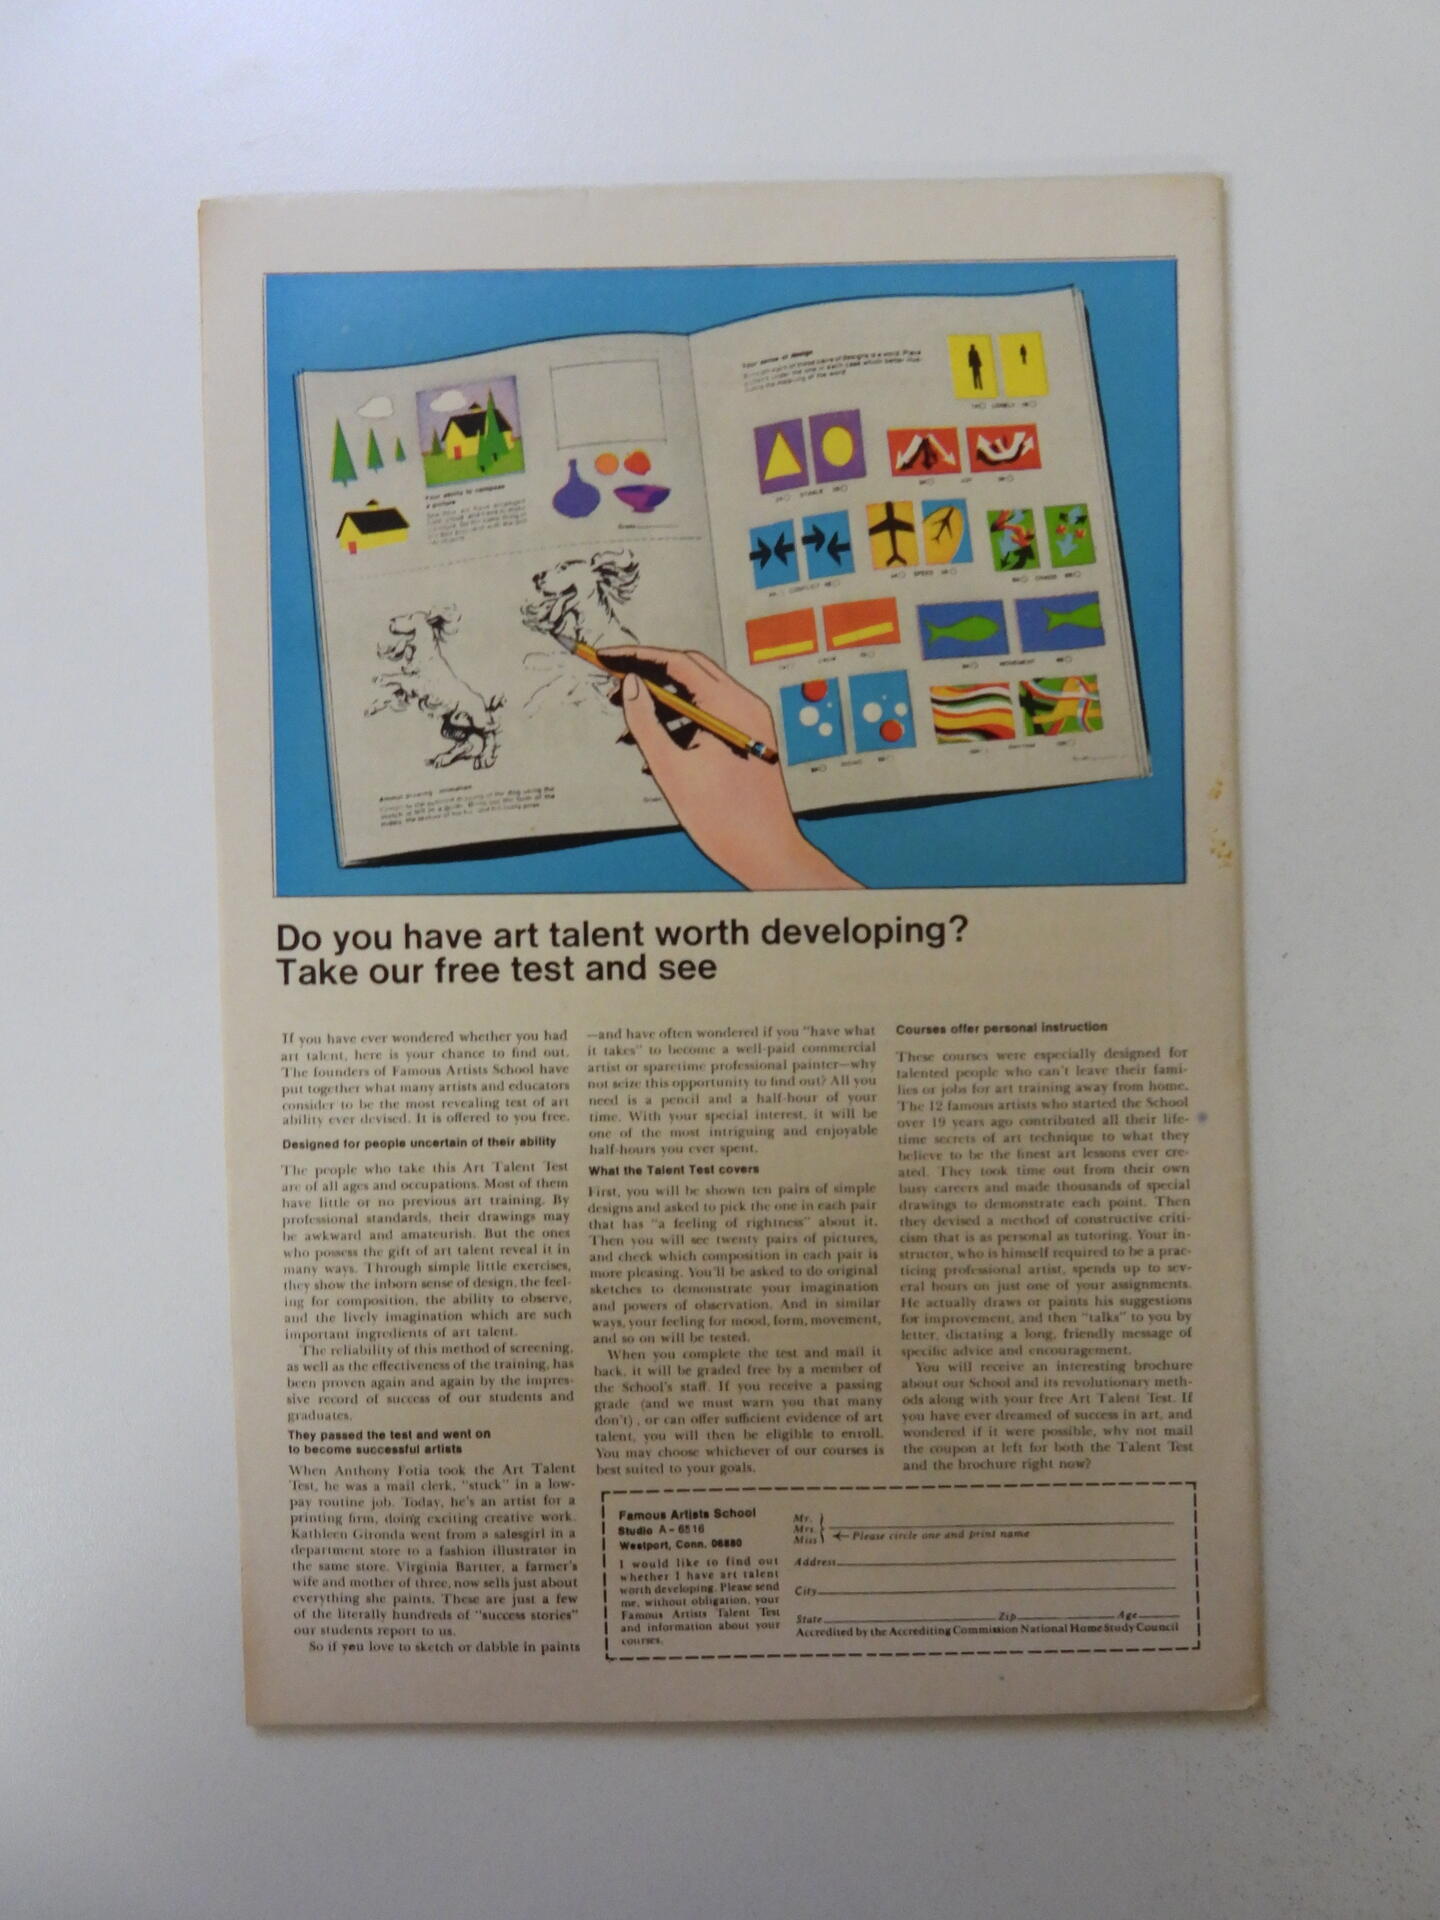 Your ability to compose
a picture
Your sense of design
LONELY
STABLE
JOY
CONFLICT
SPEED
MOVEMENT
Do you have art talent worth developing?
Take our free test and see
If you have ever wondered whether you had
art talent, here is your chance to find out.
The founders of Famous Artists School have
put together what many artists and educators
consider to be the most revealing test of art
ability ever devised. It is offered to you free.
Designed for people uncertain of their ability
The people who take this Art Talent Test
are of all ages and occupations. Most of them
have little or no previous art training. By
professional standards, their drawings may
be awkward and amateurish. But the ones
who possess the gift of art talent reveal it in
many ways. Through simple little exercises,
they show the inborn sense of design, the feel-
ing for composition, the ability to observe,
and the lively imagination which are such
important ingredients of art talent.
The reliability of this method of screening,
as well as the effectiveness of the training, has
been proven again and again by the impres-
sive record of success of our students and
graduates.
They passed the test and went on
to become successful artists
When Anthony Fotia took the Art Talent
Test, he was a mail clerk, "stuck" in a low-
pay routine job. Today, he's an artist for a
printing firm, doing exciting creative work.
Kathleen Gironda went from a salesgirl in a
department store to a fashion illustrator in
the same store. Virginia Bartter, a farmer's
wife and mother of three, now sells just about
everything she paints. These are just a few
of the literally hundreds of "success stories"
our students report to us.
So if you love to sketch or dabble in paints
—and have often wondered if you "have what
it takes" to become a well-paid commercial
artist or sparetime professional painter—why
not seize this opportunity to find out? All you
need is a pencil and a half-hour of your
time. With your special interest, it will be
one of the most intriguing and enjoyable
half-hours you ever spent.
What the Talent Test covers
First, you will be shown ten pairs of simple
designs and asked to pick the one in each pair
that has "a feeling of rightness" about it.
Then you will see twenty pairs of pictures,
and check which composition in each pair is
more pleasing. You'll be asked to do original
sketches to demonstrate your imagination
and powers of observation. And in similar
ways, your feeling for mood, form, movement,
and so on will be tested.
When you complete the test and mail it
back, it will be graded free by a member of
the School's staff. If you receive a passing
grade (and we must warn you that many
don't), or can offer sufficient evidence of art
talent, you will then be eligible to enroll.
You may choose whichever of our courses is
best suited to your goals.
Courses offer personal instruction
These courses were especially designed for
talented people who can't leave their fami-
lies or jobs for art training away from home.
The 12 famous artists who started the School
over 19 years ago contributed all their life-
time secrets of art technique to what they
believe to be the finest art lessons ever cre-
ated. They took time out from their own
busy careers and made thousands of special
drawings to demonstrate each point. Then
they devised a method of constructive criti-
cism that is as personal as tutoring. Your in-
structor, who is himself required to be a prac-
ticing professional artist, spends up to sev-
eral hours on just one of your assignments.
He actually draws or paints his suggestions
for improvement, and then "talks" to you by
letter, dictating a long, friendly message of
specific advice and encouragement.
You will receive an interesting brochure
about our School and its revolutionary meth-
ods along with your free Art Talent Test. If
you have ever dreamed of success in art, and
wondered if it were possible, why not mail
the coupon at left for both the Talent Test
and the brochure right now?
Famous Artists School
Studio A-6516
Westport, Conn. 06880
I would like to find out
whether I have art talent
worth developing. Please send
me, without obligation, your
Famous Artists Talent Test
and information about your
courses.
Mr.
Mrs.
Miss
Please circle one and print name
Address
City
State Zip Age
Accredited by the Accrediting Commission National Home Study Council